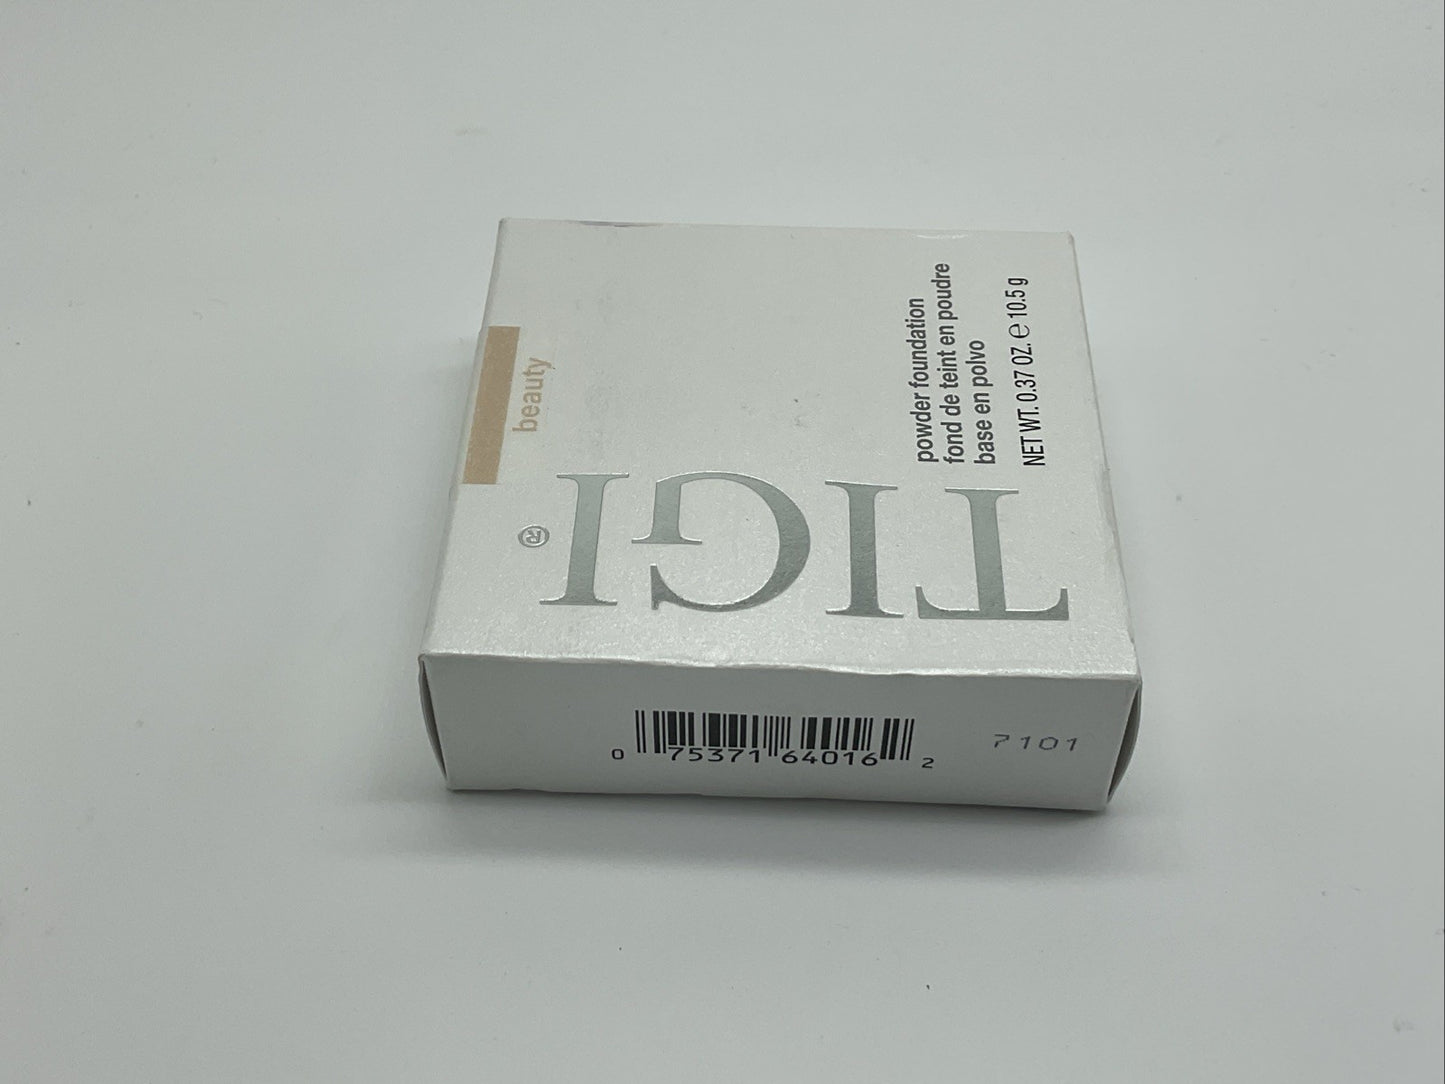 beauty
TIGI®
powder foundation
fond de teint en poudre
base en polvo
NET WT. 0.37 OZ. ℮ 10.5 g
0 75371 64016 2
7101